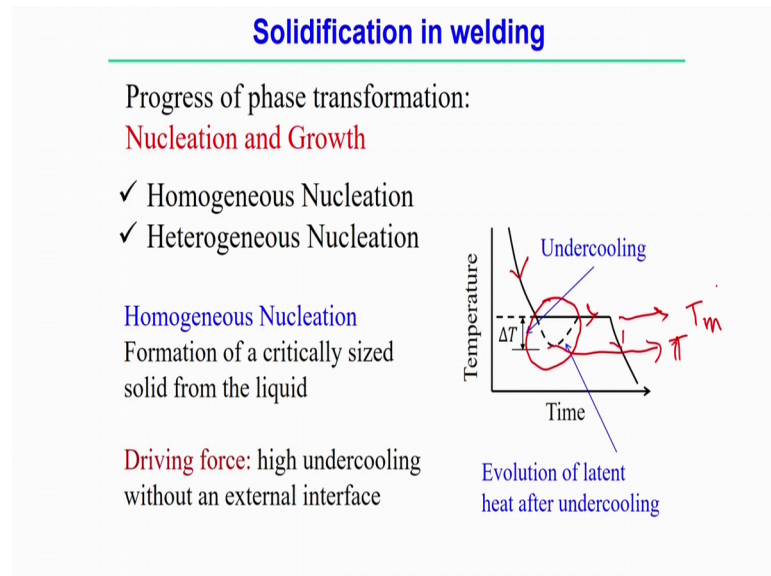 Solidification in welding
Progress of phase transformation:
Nucleation and Growth
✓ Homogeneous Nucleation
✓ Heterogeneous Nucleation
Homogeneous Nucleation
Formation of a critically sized
solid from the liquid
Driving force: high undercooling
without an external interface
Undercooling
Temperature
ΔT
Tm
T
Time
Evolution of latent
heat after undercooling